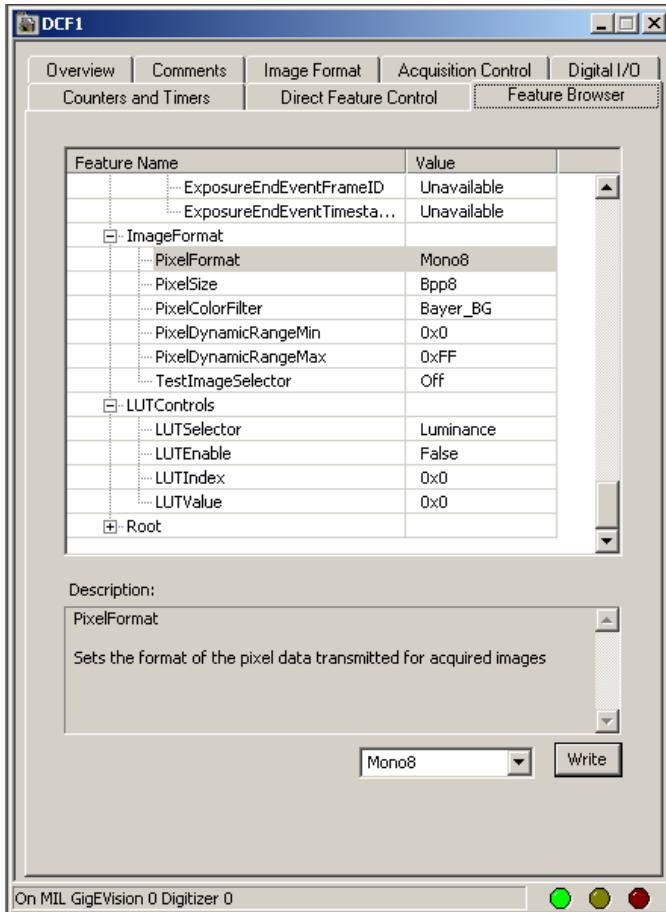 DCF1
Overview Comments Image Format Acquisition Control Digital I/O
Counters and Timers Direct Feature Control Feature Browser
Feature Name Value
ExposureEndEventFrameID Unavailable
ExposureEndEventTimesta... Unavailable
ImageFormat
PixelFormat Mono8
PixelSize Bpp8
PixelColorFilter Bayer_BG
PixelDynamicRangeMin 0x0
PixelDynamicRangeMax 0xFF
TestImageSelector Off
LUTControls
LUTSelector Luminance
LUTEnable False
LUTIndex 0x0
LUTValue 0x0
Root
Description:
PixelFormat
Sets the format of the pixel data transmitted for acquired images
Mono8 Write
On MIL GigEVision 0 Digitizer 0